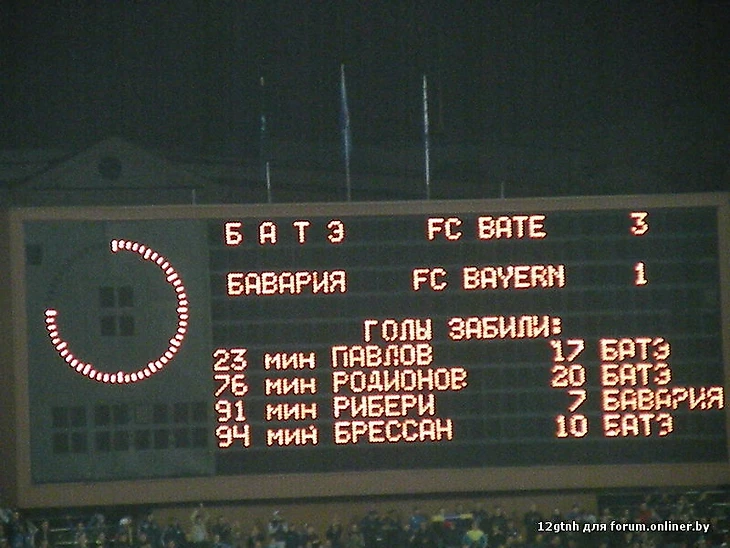 БАТЭ FC BATE 3
БАВАРИЯ FC BAYERN 1
ГОЛЫ ЗАБИЛИ:
23 мин ПАВЛОВ 17 БАТЭ
76 мин РОДИОНОВ 20 БАТЭ
91 мин РИБЕРИ 7 БАВАРИЯ
94 мин БРЕССАН 10 БАТЭ
12gtnh для forum.onliner.by